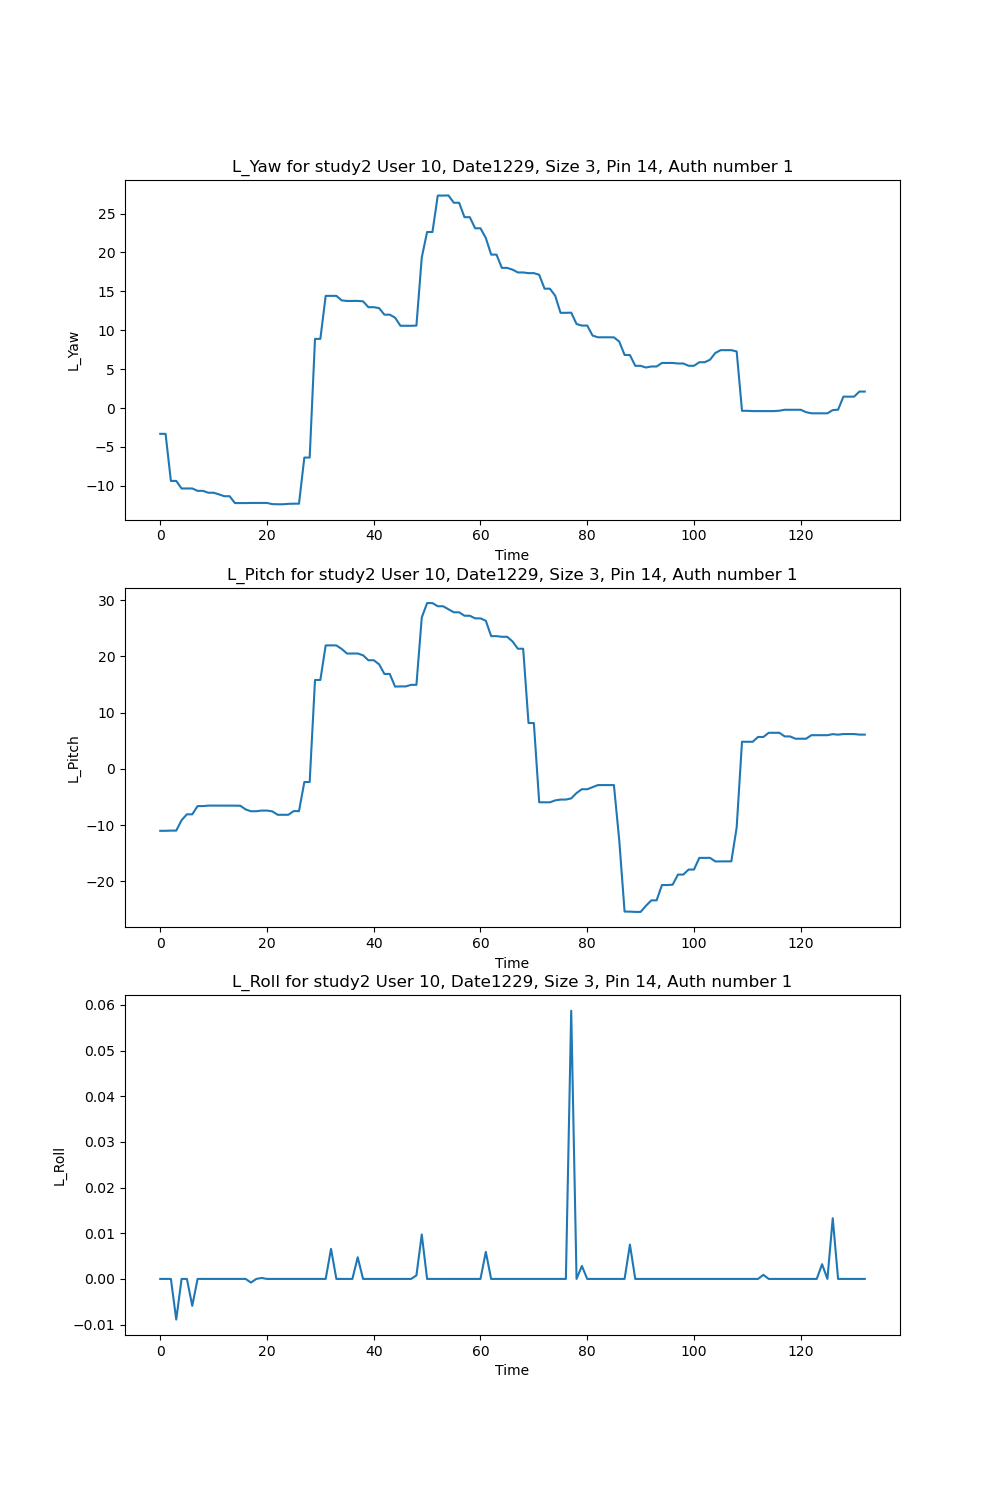 L_Yaw for study2 User 10, Date1229, Size 3, Pin 14, Auth number 1
25
20
15
10
5
0
−5
−10
L_Yaw
0 20 40 60 80 100 120
Time
L_Pitch for study2 User 10, Date1229, Size 3, Pin 14, Auth number 1
30
20
10
0
−10
−20
L_Pitch
0 20 40 60 80 100 120
Time
L_Roll for study2 User 10, Date1229, Size 3, Pin 14, Auth number 1
0.06
0.05
0.04
0.03
0.02
0.01
0.00
−0.01
L_Roll
0 20 40 60 80 100 120
Time